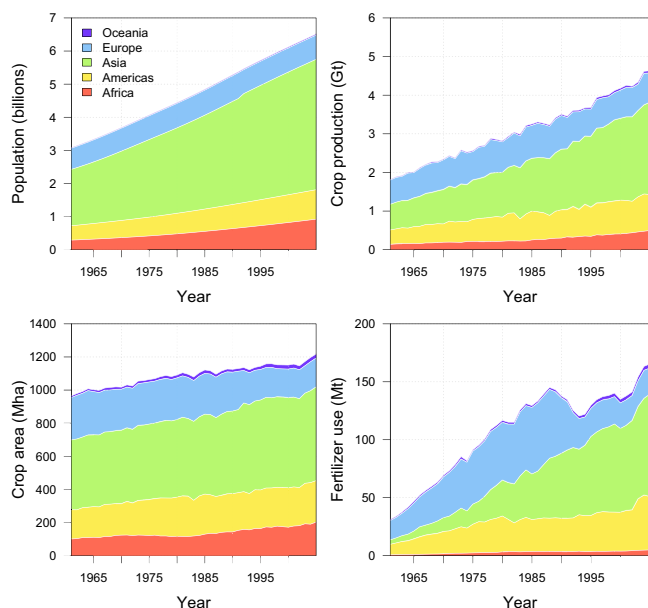 Population (billions)
7
6
5
4
3
2
1
0
Oceania
Europe
Asia
Americas
Africa
1965 1975 1985 1995
Year
Crop production (Gt)
6
5
4
3
2
1
0
1965 1975 1985 1995
Year
Crop area (Mha)
1400
1200
1000
800
600
400
200
0
1965 1975 1985 1995
Year
Fertilizer use (Mt)
200
150
100
50
0
1965 1975 1985 1995
Year